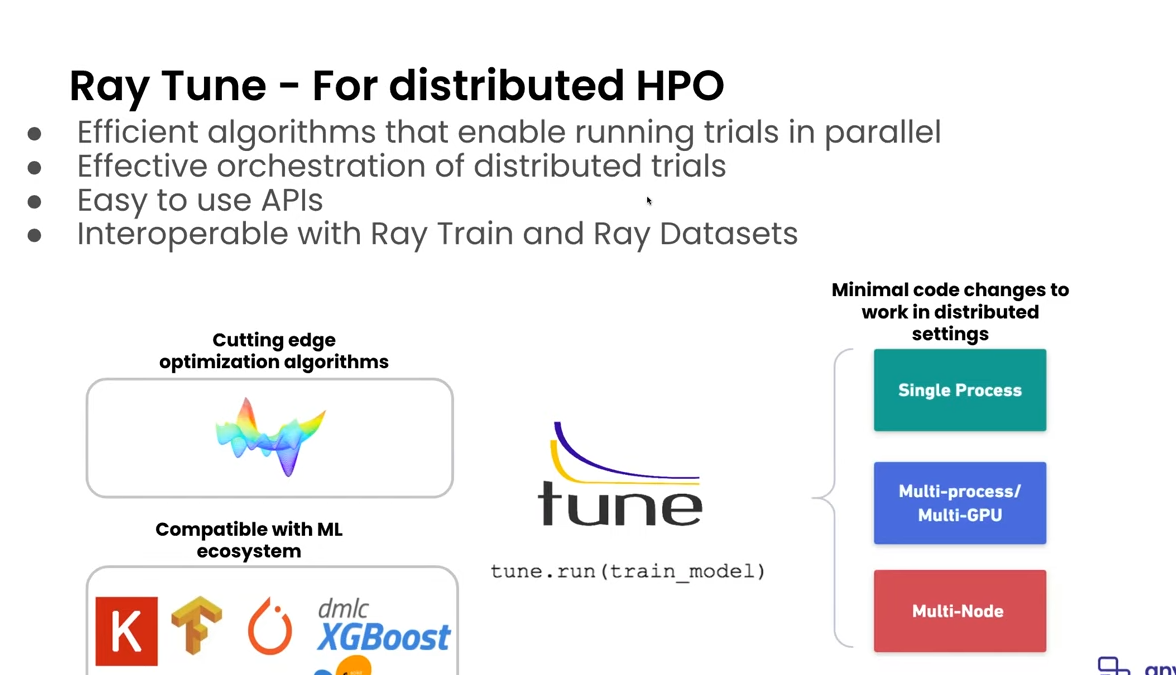 Ray Tune - For distributed HPO
● Efficient algorithms that enable running trials in parallel
● Effective orchestration of distributed trials
● Easy to use APIs
● Interoperable with Ray Train and Ray Datasets
Cutting edge
optimization algorithms
Compatible with ML
ecosystem
K
dmlc
XGBoost
tune
tune.run(train_model)
Minimal code changes to
work in distributed
settings
Single Process
Multi-process/
Multi-GPU
Multi-Node